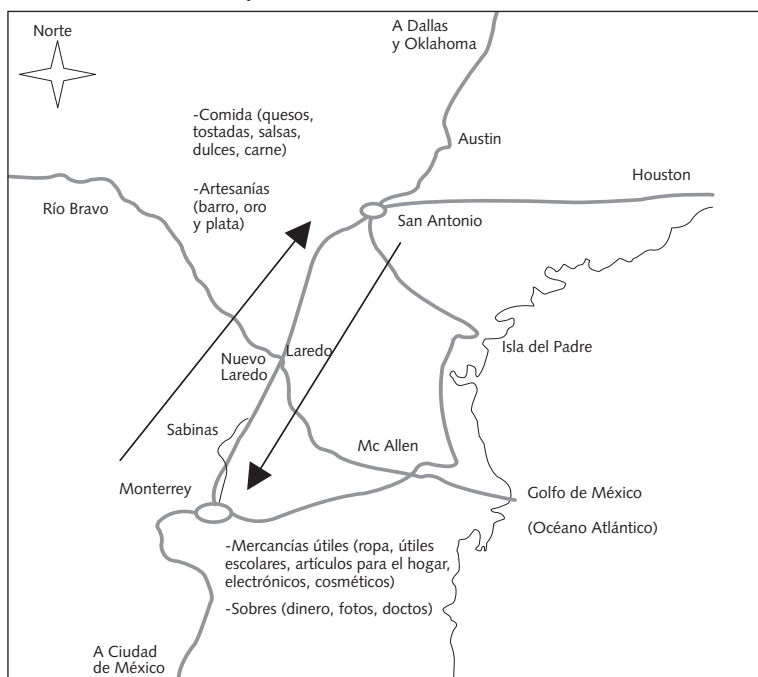 Norte
A Dallas
y Oklahoma
-Comida (quesos,
tostadas, salsas,
dulces, carne)
Austin
Houston
-Artesanías
(barro, oro
y plata)
Río Bravo
San Antonio
Isla del Padre
Laredo
Nuevo
Laredo
Sabinas
Mc Allen
Monterrey
Golfo de México
(Océano Atlántico)
-Mercancías útiles (ropa, útiles
escolares, artículos para el hogar,
electrónicos, cosméticos)
-Sobres (dinero, fotos, doctos)
A Ciudad
de México